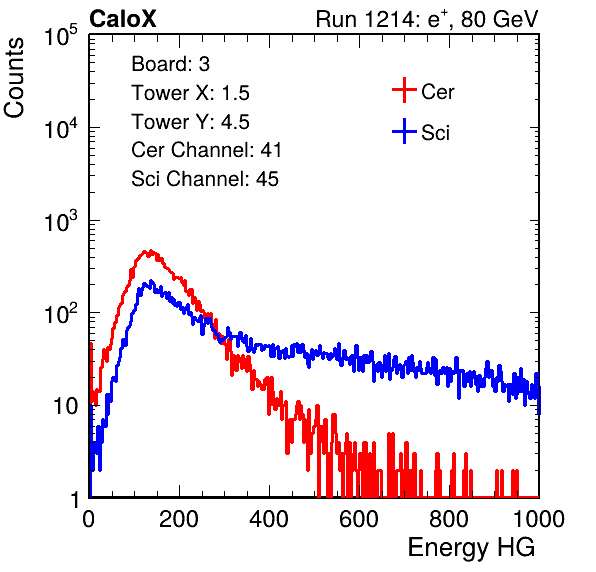 CaloX Run 1214: e⁺, 80 GeV
Counts
Board: 3
Tower X: 1.5
Tower Y: 4.5
Cer Channel: 41
Sci Channel: 45
Cer
Sci
10⁵
10⁴
10³
10²
10
1
0 200 400 600 800 1000
Energy HG